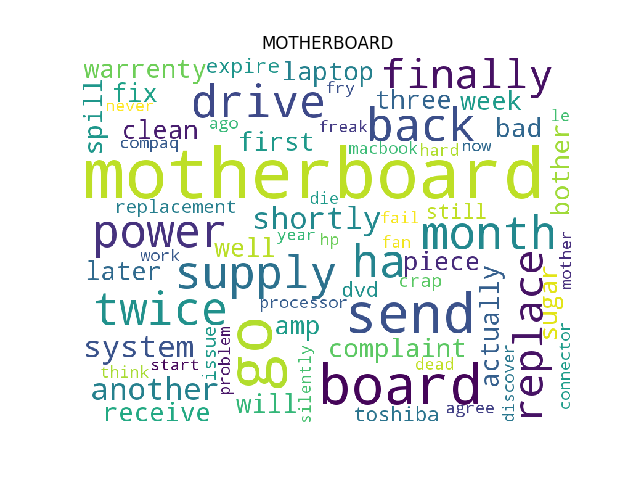 MOTHERBOARD
warrenty expire laptop finally
spill fix drive fry three week
never clean ago first freak back bad le
compaq macbook hard now bother
motherboard
replacement die shortly fail still month
power well year hp fan piece mother
work later supply ha crap
twice processor dvd send actually replace sugar
system issue go amp complaint connector
think start problem silently board dead discover
another will toshiba agree
receive